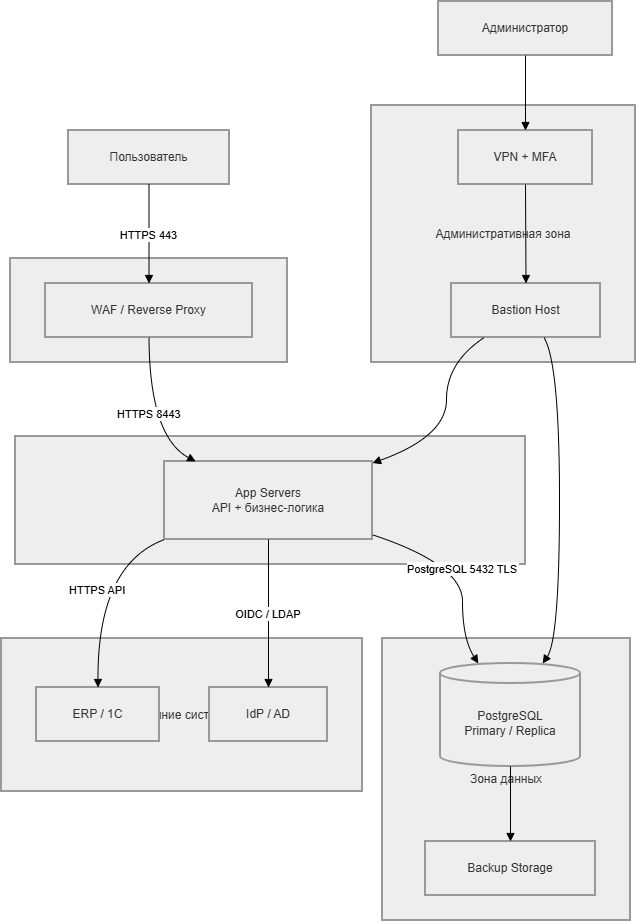 Администратор
VPN + MFA
Пользователь
HTTPS 443
Административная зона
WAF / Reverse Proxy
Bastion Host
HTTPS 8443
App Servers
API + бизнес-логика
PostgreSQL 5432 TLS
HTTPS API
OIDC / LDAP
ERP / 1C
IdP / AD
PostgreSQL
Primary / Replica
Зона данных
Backup Storage